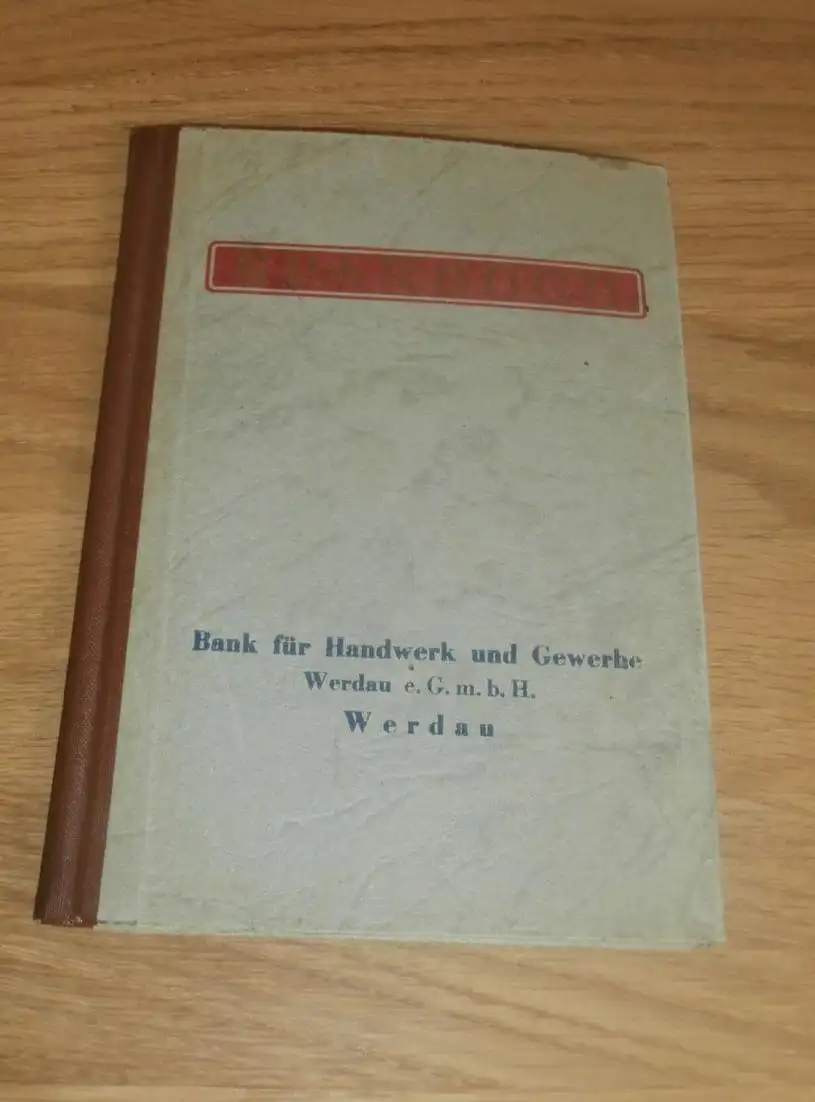 Bank für Handwerk und Gewerbe
Werdau e. G. m. b. H.
Werdau